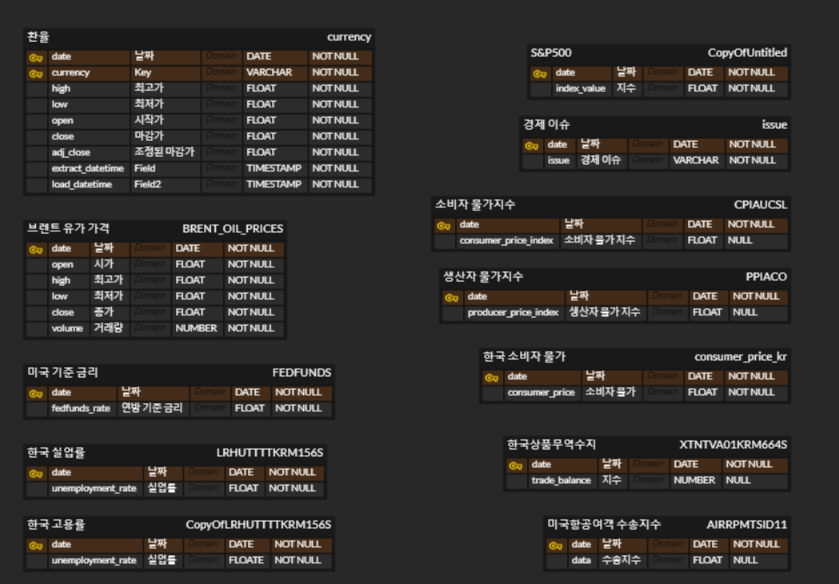 환율 currency
date 날짜 Domain DATE NOT NULL
currency Key VARCHAR NOT NULL
high 최고가 Domain FLOAT NOT NULL
low 최저가 Domain FLOAT NOT NULL
open 시작가 Domain FLOAT NOT NULL
close 마감가 Domain FLOAT NOT NULL
adj_close 조정된 마감가 Domain FLOAT NOT NULL
extract_datetime Field Domain TIMESTAMP NOT NULL
load_datetime Field2 Domain TIMESTAMP NOT NULL
브렌트 유가 가격 BRENT_OIL_PRICES
date 날짜 Domain DATE NOT NULL
open 시가 Domain FLOAT NOT NULL
high 최고가 Domain FLOAT NOT NULL
low 최저가 Domain FLOAT NOT NULL
close 종가 Domain FLOAT NOT NULL
volume 거래량 Domain NUMBER NOT NULL
미국 기준 금리 FEDFUNDS
date 날짜 Domain DATE NOT NULL
fedfunds_rate 연방 기준 금리 Domain FLOAT NOT NULL
한국 실업률 LRHUTTTTKRM156S
date 날짜 Domain DATE NOT NULL
unemployment_rate 실업률 Domain FLOAT NOT NULL
한국 고용률 CopyOfLRHUTTTTKRM156S
date 날짜 Domain DATE NOT NULL
unemployment_rate 실업률 Domain FLOATE NOT NULL
S&P500 CopyOfUntitled
date 날짜 Domain DATE NOT NULL
index_value 지수 Domain FLOAT NOT NULL
경제 이슈 issue
date 날짜 Domain DATE NOT NULL
issue 경제 이슈 Domain VARCHAR NOT NULL
소비자 물가지수 CPIAUCSL
date 날짜 Domain DATE NOT NULL
consumer_price_index 소비자 물가 지수 Domain FLOAT NULL
생산자 물가지수 PPIACO
date 날짜 Domain DATE NOT NULL
producer_price_index 생산자 물가 지수 Domain FLOAT NULL
한국 소비자 물가 consumer_price_kr
date 날짜 Domain DATE NOT NULL
consumer_price 소비자 물가 Domain FLOAT NOT NULL
한국상품무역수지 XTNTVA01KRM664S
date 날짜 Domain DATE NOT NULL
trade_balance 지수 Domain NUMBER NULL
미국항공여객 수송지수 AIRRPMTSID11
date 날짜 Domain DATE NOT NULL
data 수송지수 Domain FLOAT NULL